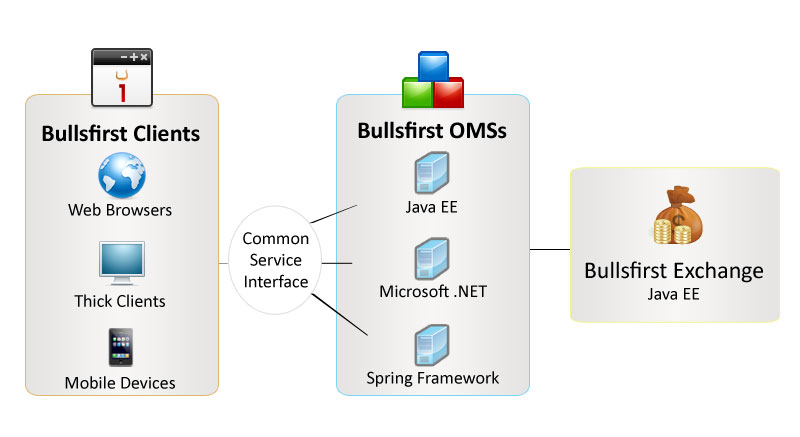 Bullsfirst Clients
Web Browsers
Thick Clients
Mobile Devices
Common
Service
Interface
Bullsfirst OMSs
Java EE
Microsoft .NET
Spring Framework
Bullsfirst Exchange
Java EE